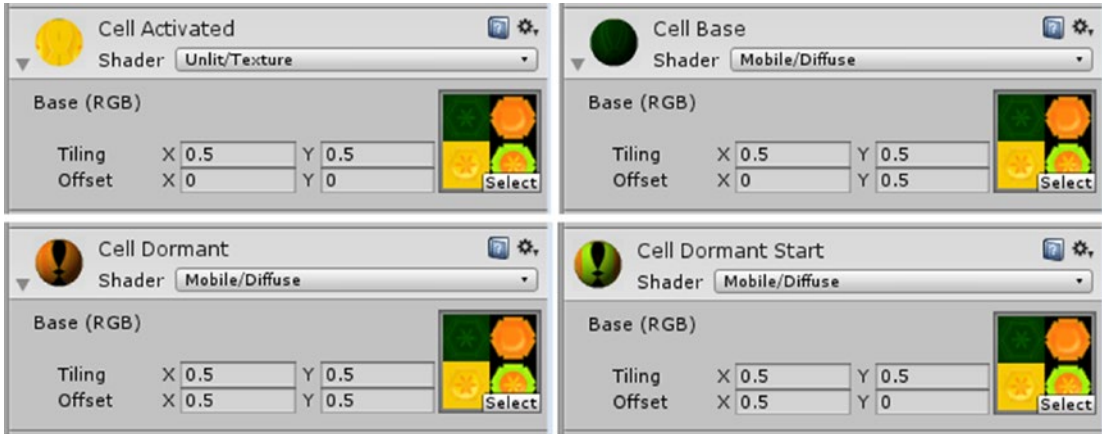 Cell Activated
Shader Unlit/Texture
Base (RGB)
Tiling X 0.5 Y 0.5
Offset X 0 Y 0
Select
Cell Base
Shader Mobile/Diffuse
Base (RGB)
Tiling X 0.5 Y 0.5
Offset X 0 Y 0.5
Select
Cell Dormant
Shader Mobile/Diffuse
Base (RGB)
Tiling X 0.5 Y 0.5
Offset X 0.5 Y 0.5
Select
Cell Dormant Start
Shader Mobile/Diffuse
Base (RGB)
Tiling X 0.5 Y 0.5
Offset X 0.5 Y 0
Select